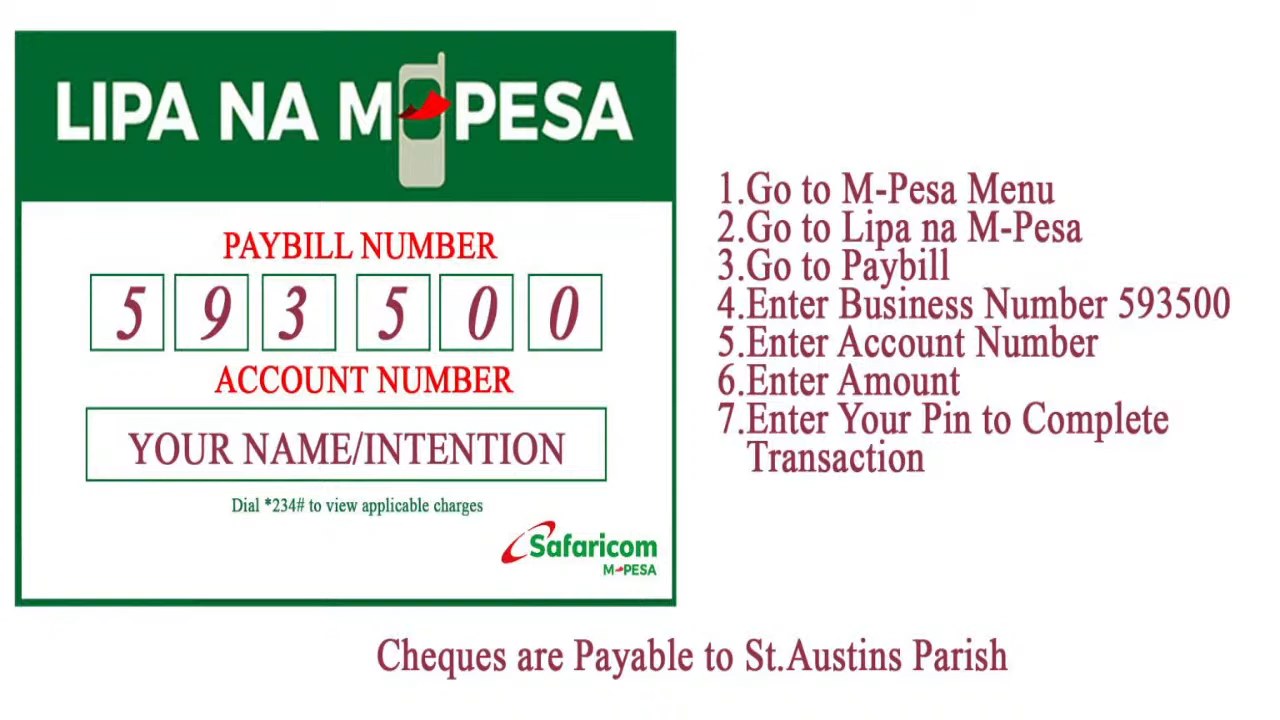 LIPA NA M-PESA
PAYBILL NUMBER
5 9 3 5 0 0
ACCOUNT NUMBER
YOUR NAME/INTENTION
Dial *234# to view applicable charges
Safaricom
M-PESA
1.Go to M-Pesa Menu
2.Go to Lipa na M-Pesa
3.Go to Paybill
4.Enter Business Number 593500
5.Enter Account Number
6.Enter Amount
7.Enter Your Pin to Complete
Transaction
Cheques are Payable to St.Austins Parish